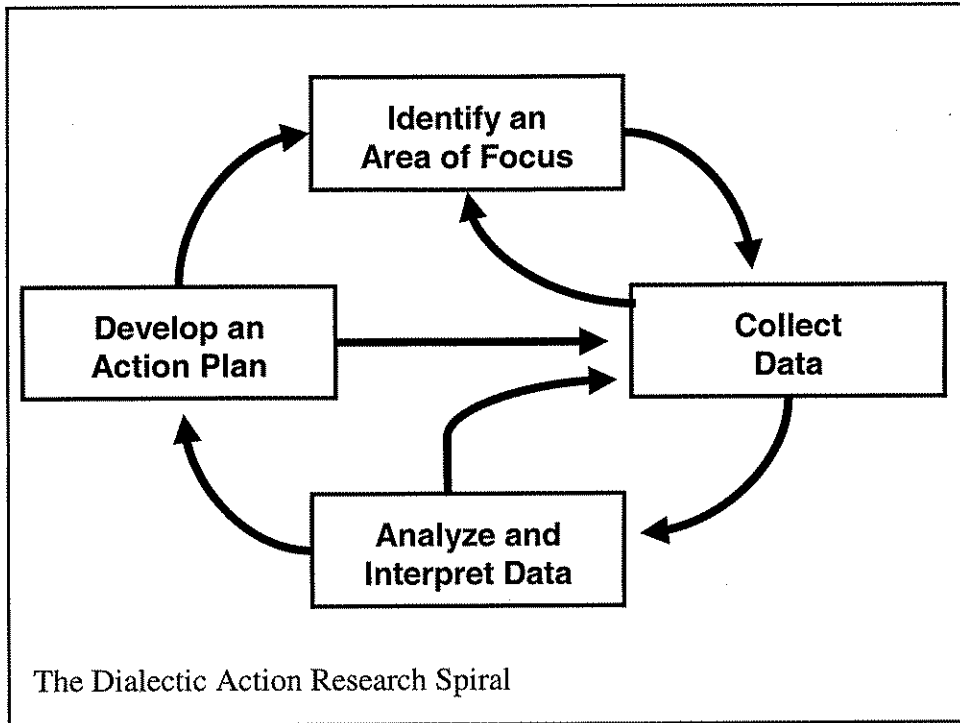 Identify an
Area of Focus
Develop an
Action Plan
Collect
Data
Analyze and
Interpret Data
The Dialectic Action Research Spiral